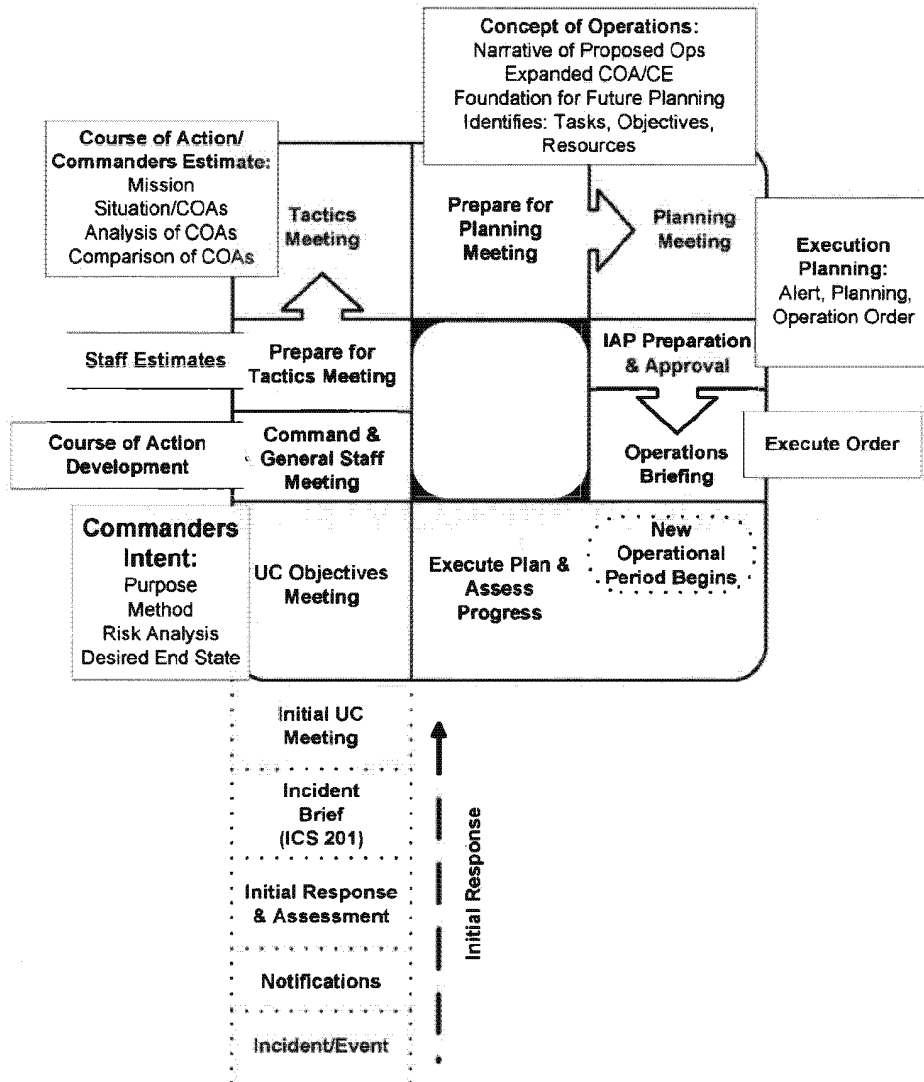 Concept of Operations:
Narrative of Proposed Ops
Expanded COA/CE
Foundation for Future Planning
Identifies: Tasks, Objectives,
Resources
Course of Action/
Commanders Estimate:
Mission
Situation/COAs
Analysis of COAs
Comparison of COAs
Tactics
Meeting
Prepare for
Planning
Meeting
Planning
Meeting
Execution
Planning:
Alert, Planning,
Operation Order
Staff Estimates
Prepare for
Tactics Meeting
IAP Preparation
& Approval
Course of Action
Development
Command &
General Staff
Meeting
Operations
Briefing
Execute Order
Commanders
Intent:
Purpose
Method
Risk Analysis
Desired End State
UC Objectives
Meeting
Execute Plan &
Assess
Progress
New
Operational
Period Begins
Initial UC
Meeting
Incident
Brief
(ICS 201)
Initial Response
& Assessment
Notifications
Incident/Event
Initial Response